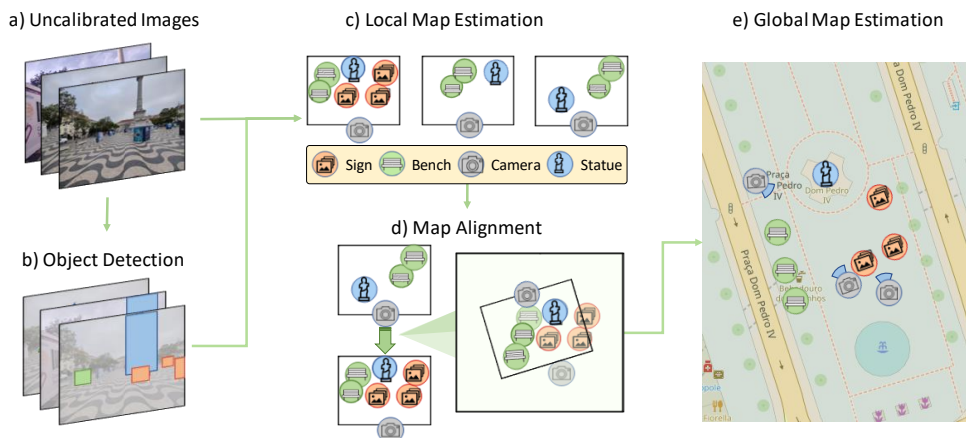 a) Uncalibrated Images
c) Local Map Estimation
e) Global Map Estimation
Sign
Bench
Camera
Statue
b) Object Detection
d) Map Alignment
Praça Dom Pedro IV
Praça
Pedro
IV
Dom Pedro
IV
Praça Dom Pedro IV
Fiorella